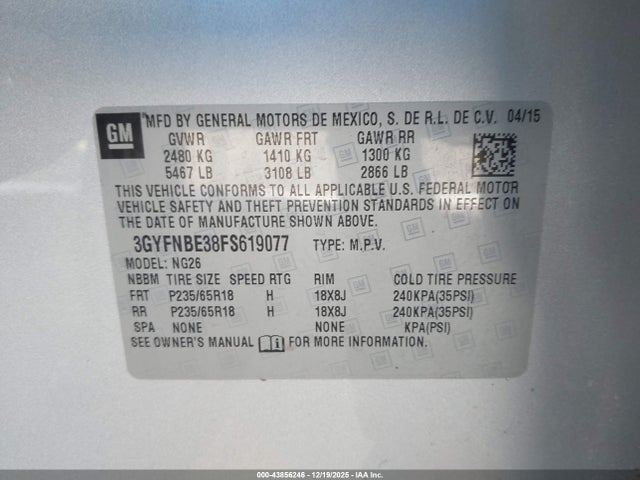 GM
MFD BY GENERAL MOTORS DE MEXICO, S. DE R.L. DE C.V. 04/15
GVWR GAWR FRT GAWR RR
2480 KG 1410 KG 1300 KG
5467 LB 3108 LB 2866 LB
THIS VEHICLE CONFORMS TO ALL APPLICABLE U.S. FEDERAL MOTOR
VEHICLE SAFETY AND THEFT PREVENTION STANDARDS IN EFFECT ON
THE DATE OF MANUFACTURE SHOWN ABOVE.
3GYFNBE38FS619077 TYPE: M.P.V.
MODEL: NG26
NBBM TIRE SIZE SPEED RTG RIM COLD TIRE PRESSURE
FRT P235/65R18 H 18X8J 240KPA(35PSI)
RR P235/65R18 H 18X8J 240KPA(35PSI)
SPA NONE NONE KPA(PSI)
SEE OWNER'S MANUAL FOR MORE INFORMATION.
000-43856246 - 12/19/2025 - IAAI Inc.